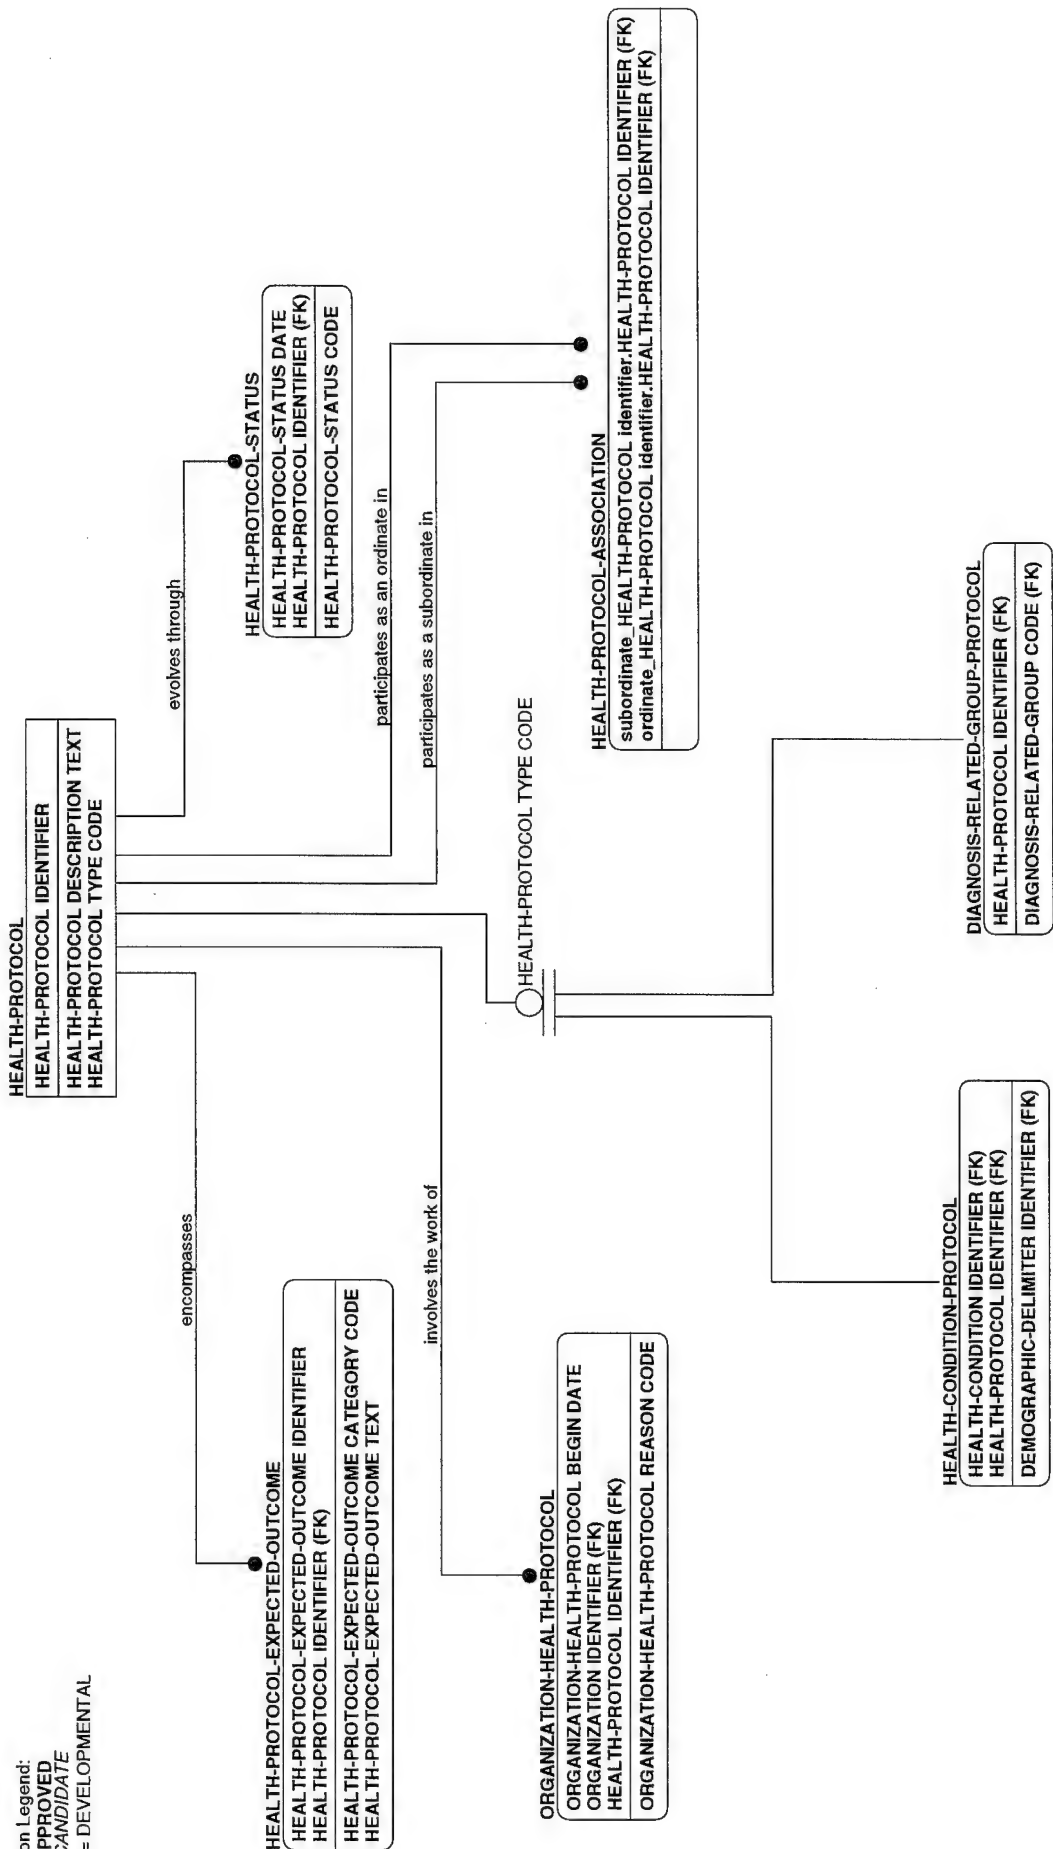 on Legend:
PPROVED
CANDIDATE
= DEVELOPMENTAL
HEALTH-PROTOCOL
HEALTH-PROTOCOL IDENTIFIER
HEALTH-PROTOCOL DESCRIPTION TEXT
HEALTH-PROTOCOL TYPE CODE
encompasses
evolves through
HEALTH-PROTOCOL-EXPECTED-OUTCOME
HEALTH-PROTOCOL-EXPECTED-OUTCOME IDENTIFIER
HEALTH-PROTOCOL IDENTIFIER (FK)
HEALTH-PROTOCOL-EXPECTED-OUTCOME CATEGORY CODE
HEALTH-PROTOCOL-EXPECTED-OUTCOME TEXT
HEALTH-PROTOCOL-STATUS
HEALTH-PROTOCOL-STATUS DATE
HEALTH-PROTOCOL IDENTIFIER (FK)
HEALTH-PROTOCOL-STATUS CODE
involves the work of
participates as an ordinate in
participates as a subordinate in
ORGANIZATION-HEALTH-PROTOCOL
ORGANIZATION-HEALTH-PROTOCOL BEGIN DATE
ORGANIZATION IDENTIFIER (FK)
HEALTH-PROTOCOL IDENTIFIER (FK)
ORGANIZATION-HEALTH-PROTOCOL REASON CODE
HEALTH-PROTOCOL TYPE CODE
HEALTH-PROTOCOL-ASSOCIATION
subordinate_HEALTH-PROTOCOL identifier.HEALTH-PROTOCOL IDENTIFIER (FK)
ordinate_HEALTH-PROTOCOL identifier.HEALTH-PROTOCOL IDENTIFIER (FK)
HEALTH-CONDITION-PROTOCOL
HEALTH-CONDITION IDENTIFIER (FK)
HEALTH-PROTOCOL IDENTIFIER (FK)
DEMOGRAPHIC-DELIMITER IDENTIFIER (FK)
DIAGNOSIS-RELATED-GROUP-PROTOCOL
HEALTH-PROTOCOL IDENTIFIER (FK)
DIAGNOSIS-RELATED-GROUP CODE (FK)